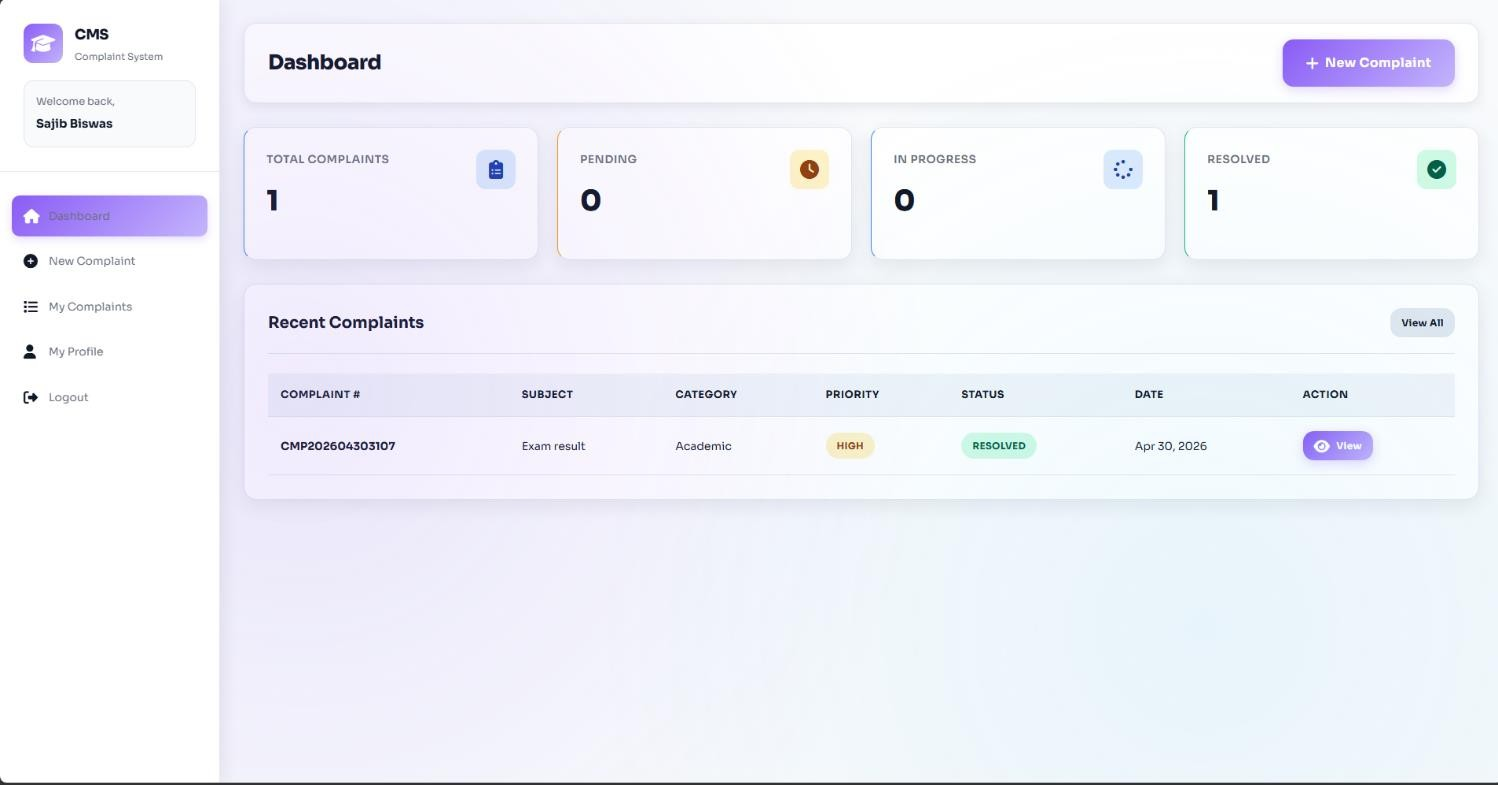 CMS
Complaint System
Welcome back,
Sajib Biswas
Dashboard
New Complaint
My Complaints
My Profile
Logout
Dashboard
New Complaint
TOTAL COMPLAINTS
1
PENDING
0
IN PROGRESS
0
RESOLVED
1
Recent Complaints
View All
COMPLAINT # SUBJECT CATEGORY PRIORITY STATUS DATE ACTION
CMP202604303107 Exam result Academic HIGH RESOLVED Apr 30, 2026 View